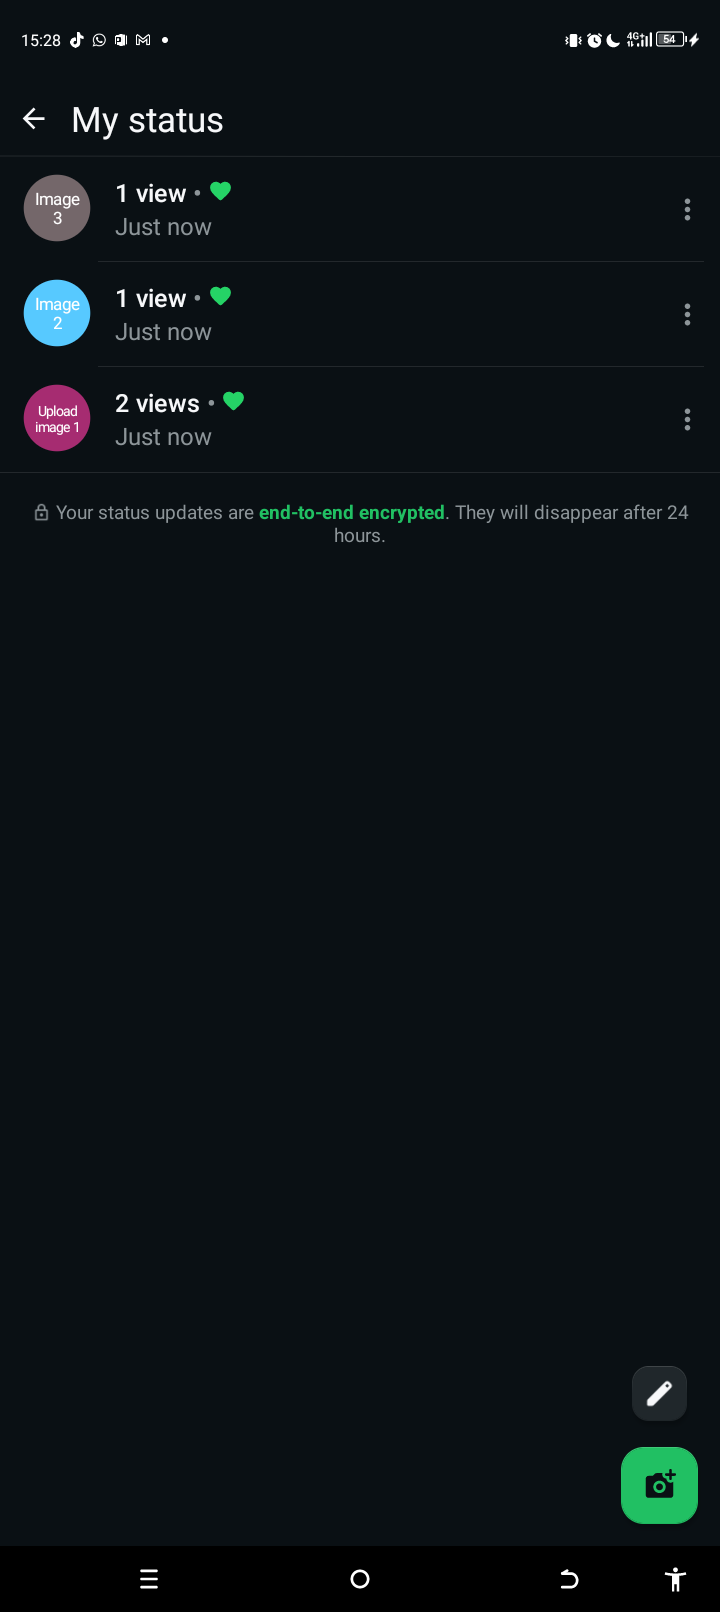 15:28
4G+
54
My status
Image
3
1 view •
Just now
Image
2
1 view •
Just now
Upload
image 1
2 views •
Just now
Your status updates are end-to-end encrypted. They will disappear after 24
hours.